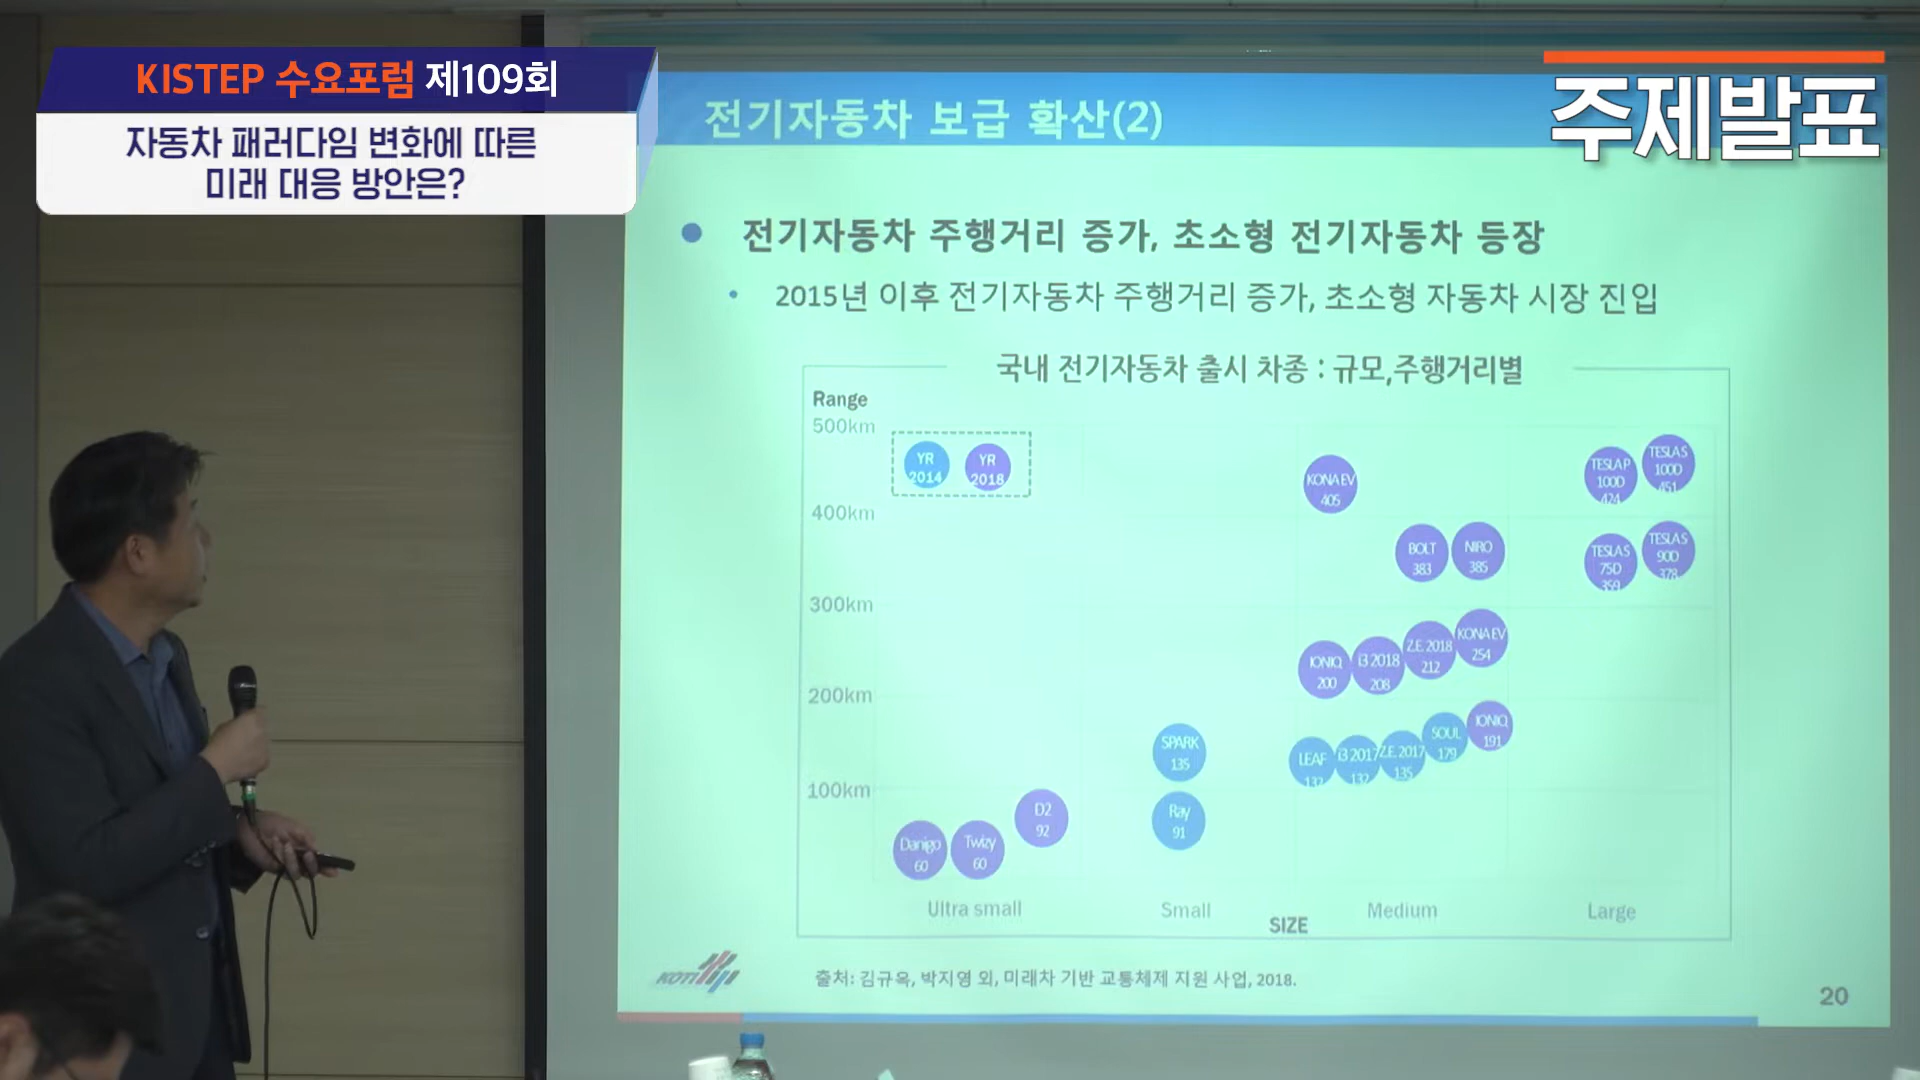 KISTEP 수요포럼 제109회
자동차 패러다임 변화에 따른
미래 대응 방안은?
주제발표
전기자동차 보급 확산(2)
전기자동차 주행거리 증가, 초소형 전기자동차 등장
2015년 이후 전기자동차 주행거리 증가, 초소형 자동차 시장 진입
국내 전기자동차 출시 차종 : 규모,주행거리별
Range
500km
400km
300km
200km
100km
YR
2014
YR
2018
KONA EV
405
TESLA P
100D
424
TESLA S
100D
451
BOLT
383
NIRO
385
TESLA S
75D
359
TESLA S
90D
378
IONIQ
200
i3 2018
208
Z.E. 2018
212
KONA EV
254
SPARK
135
LEAF
132
i3 2017
132
Z.E. 2017
135
SOUL
179
IONIQ
191
Danigo
60
Twizy
60
D2
92
Ray
91
Ultra small
Small
Medium
Large
SIZE
KOTI
출처: 김규옥, 박지영 외, 미래차 기반 교통체제 지원 사업, 2018.
20